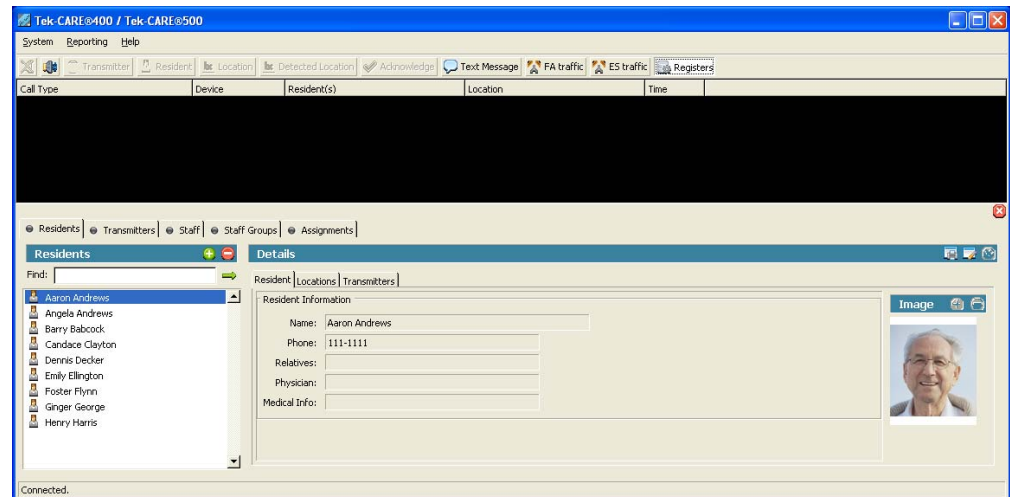 Tek-CARE®400 / Tek-CARE®500
System Reporting Help
Transmitter Resident Location Detected Location Acknowledge Text Message FA traffic ES traffic Registers
Call Type Device Resident(s) Location Time
Residents Transmitters Staff Staff Groups Assignments
Residents Details
Find: Resident Locations Transmitters
Aaron Andrews Resident Information Image
Angela Andrews
Name: Aaron Andrews
Barry Babcock
Candace Clayton Phone: 111-1111
Dennis Decker Relatives:
Emily Ellington Physician:
Foster Flynn
Ginger George Medical Info:
Henry Harris
Connected.